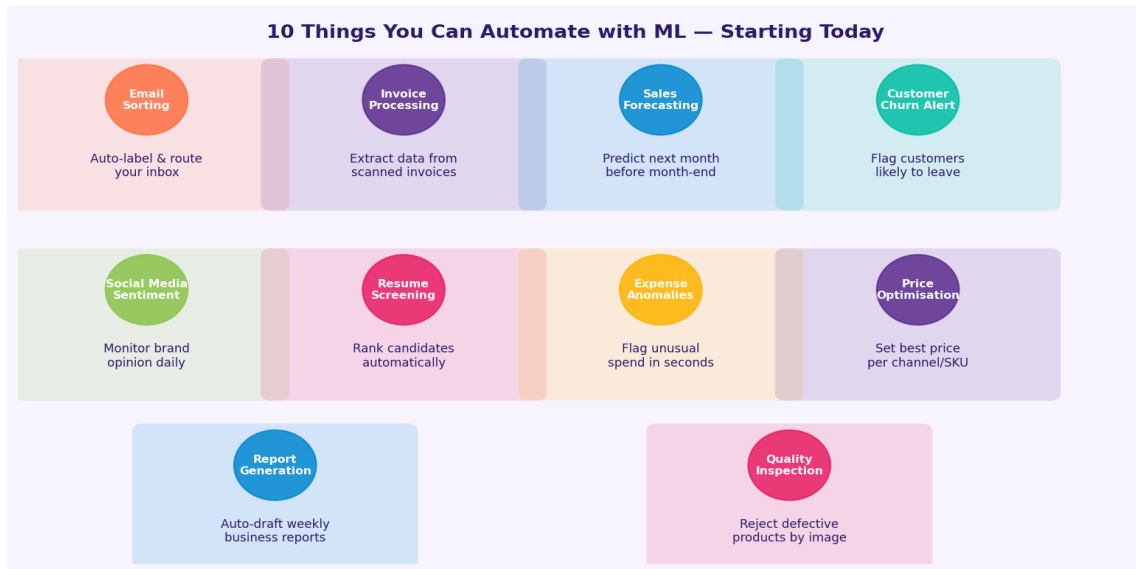 10 Things You Can Automate with ML — Starting Today
Email
Sorting
Auto-label & route
your inbox
Invoice
Processing
Extract data from
scanned invoices
Sales
Forecasting
Predict next month
before month-end
Customer
Churn Alert
Flag customers
likely to leave
Social Media
Sentiment
Monitor brand
opinion daily
Resume
Screening
Rank candidates
automatically
Expense
Anomalies
Flag unusual
spend in seconds
Price
Optimisation
Set best price
per channel/SKU
Report
Generation
Auto-draft weekly
business reports
Quality
Inspection
Reject defective
products by image